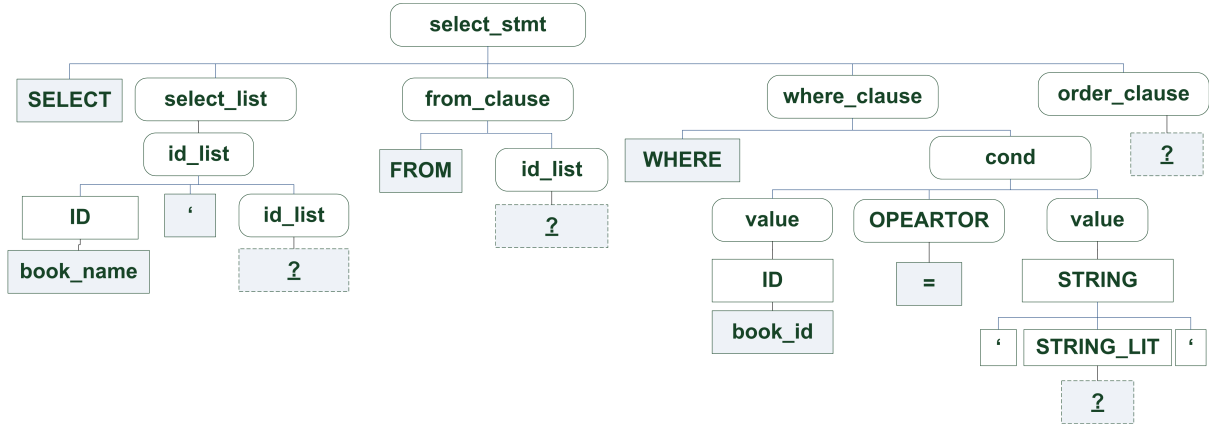 select_stmt
SELECT
select_list
from_clause
where_clause
order_clause
id_list
FROM
id_list
WHERE
cond
?
ID
‘
id_list
?
value
OPEARTOR
value
book_name
?
ID
=
STRING
book_id
‘
STRING_LIT
‘
?